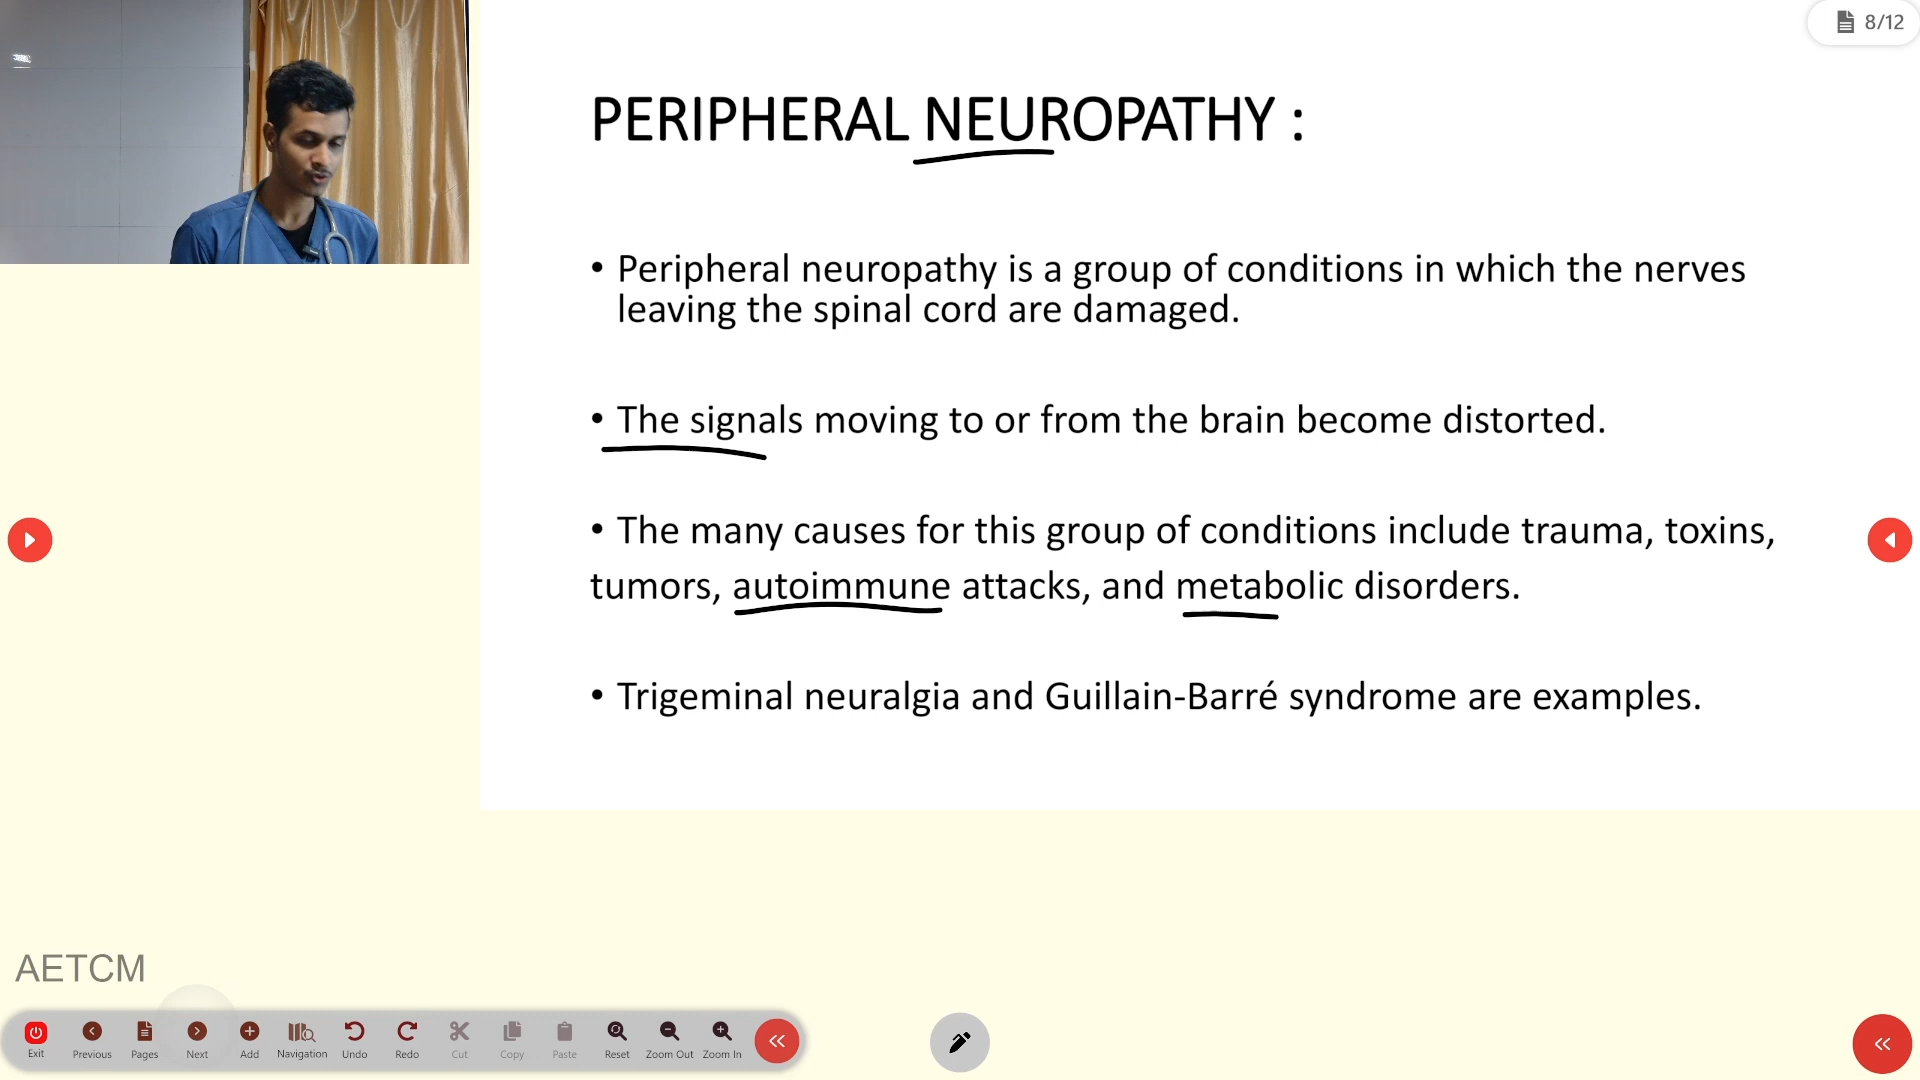 8/12
PERIPHERAL NEUROPATHY :
• Peripheral neuropathy is a group of conditions in which the nerves
leaving the spinal cord are damaged.
• The signals moving to or from the brain become distorted.
• The many causes for this group of conditions include trauma, toxins,
tumors, autoimmune attacks, and metabolic disorders.
• Trigeminal neuralgia and Guillain-Barré syndrome are examples.
AETCM
Exit Previous Pages Next Add Navigation Undo Redo Cut Copy Paste Reset Zoom Out Zoom In